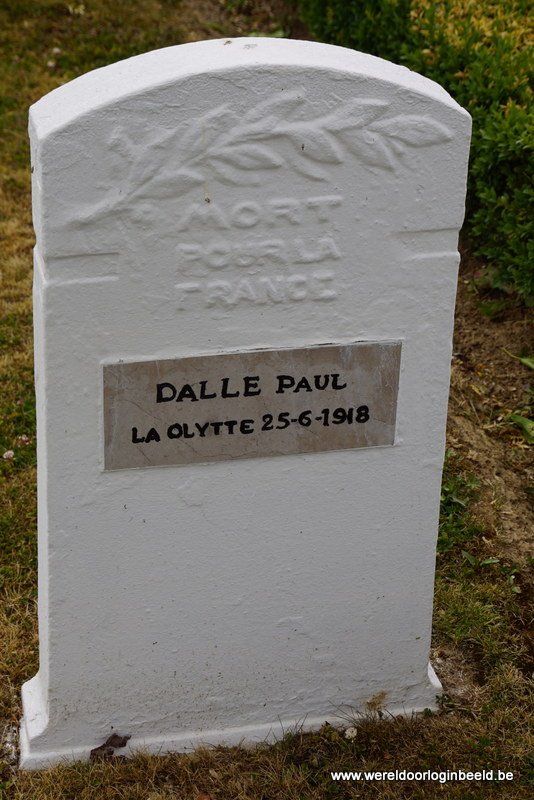 MORT
POUR LA
FRANCE
DALLE PAUL
LA OLYTTE 25-6-1918
www.wereldoorloginbeeld.be